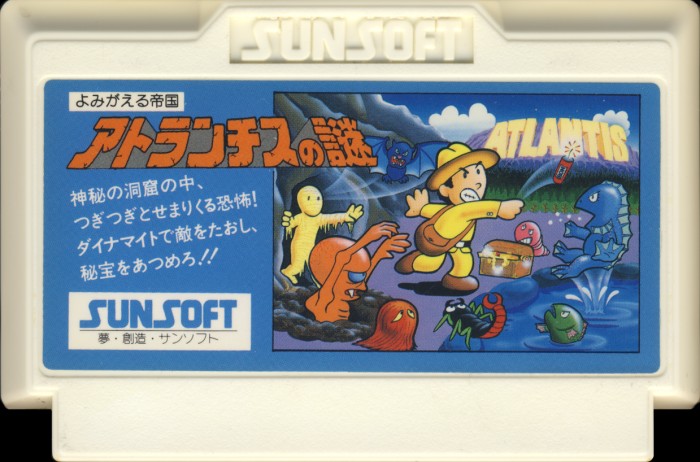 SUNSOFT
よみがえる帝国
アトランチスの謎
神秘の洞窟の中、
つぎつぎとせまりくる恐怖!
ダイナマイトで敵をたおし、
秘宝をあつめろ!!
SUNSOFT
夢・創造・サンソフト
ATLANTIS